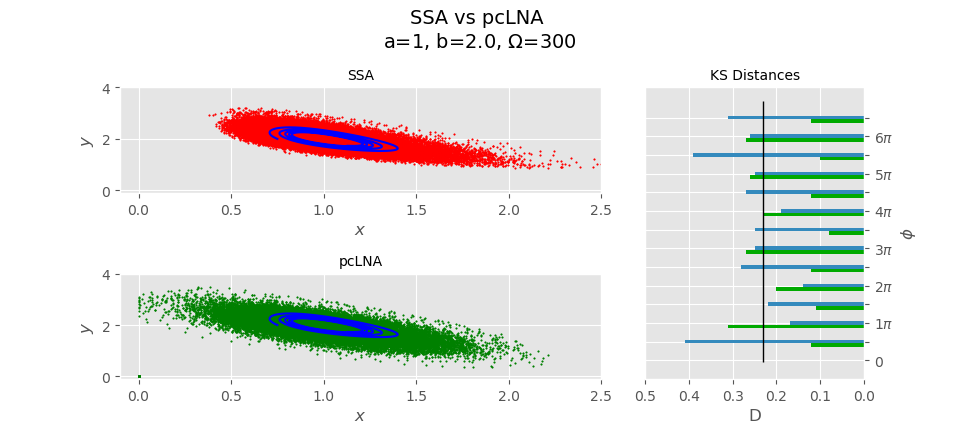 SSA vs pcLNA
a=1, b=2.0, Ω=300
SSA
4
2
0
y
0.0 0.5 1.0 1.5 2.0 2.5
x
pcLNA
4
2
0
y
0.0 0.5 1.0 1.5 2.0 2.5
x
KS Distances
6π
5π
4π
3π
2π
1π
0
ϕ
0.5 0.4 0.3 0.2 0.1 0.0
D